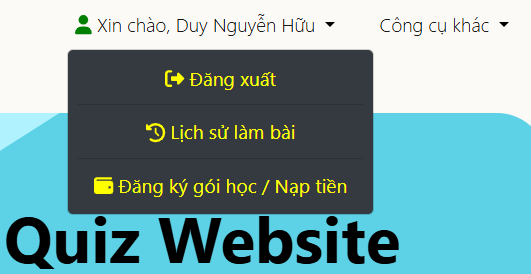 Xin chào, Duy Nguyễn Hữu
Công cụ khác
Đăng xuất
Lịch sử làm bài
Đăng ký gói học / Nạp tiền
Quiz Website